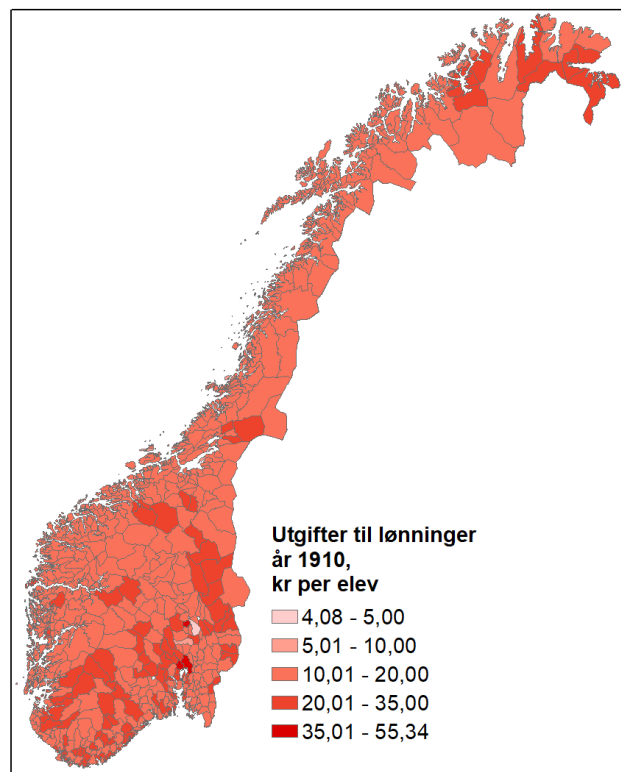 Utgifter til lønninger
år 1910,
kr per elev
4,08 - 5,00
5,01 - 10,00
10,01 - 20,00
20,01 - 35,00
35,01 - 55,34